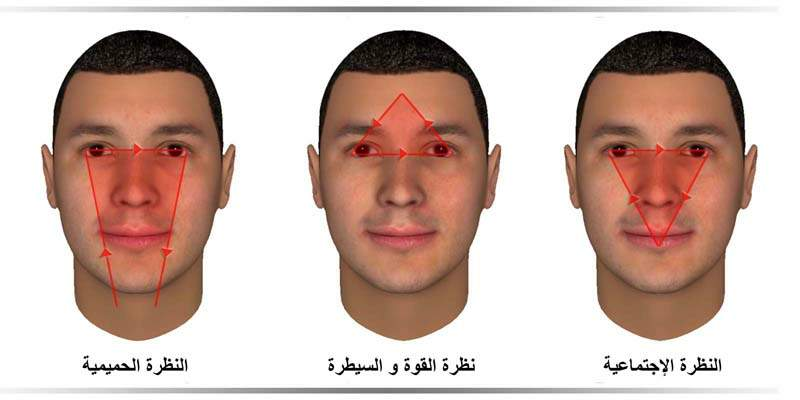 النظرة الإجتماعية
نظرة القوة و السيطرة
النظرة الحميمية